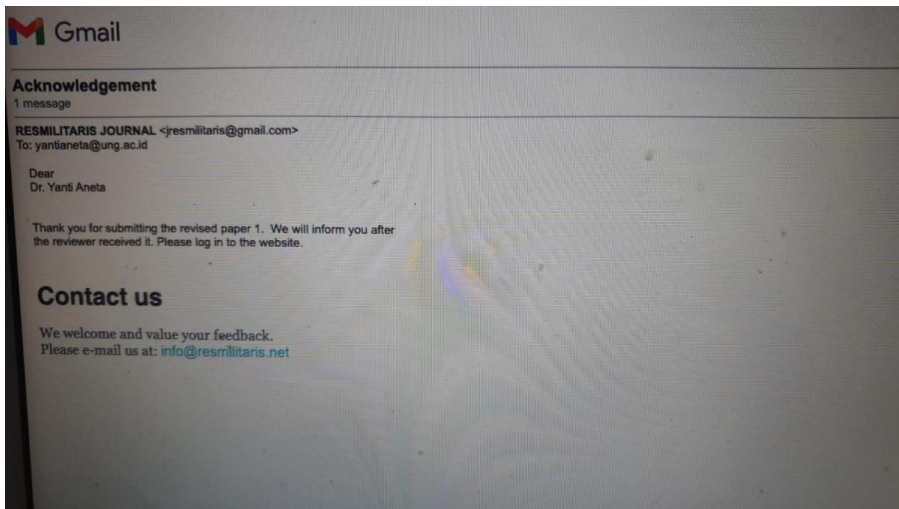 Gmail
Acknowledgement
1 message
RESMILITARIS JOURNAL <jresmilitaris@gmail.com>
To: yantianeta@ung.ac.id
Dear
Dr. Yanti Aneta
Thank you for submitting the revised paper 1. We will inform you after
the reviewer received it. Please log in to the website.
Contact us
We welcome and value your feedback.
Please e-mail us at: info@resmilitaris.net